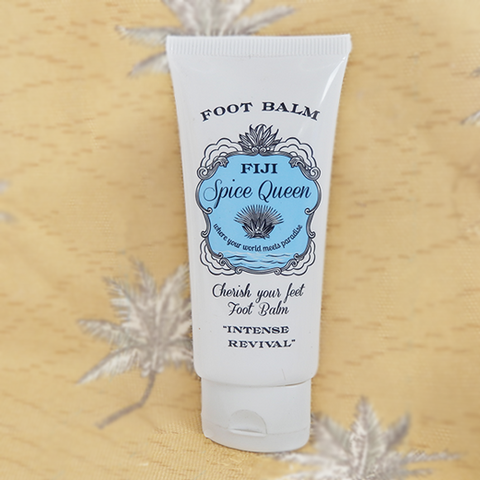 FOOT BALM
FIJI
Spice Queen
where your world meets paradise
Cherish your feet
Foot Balm
"INTENSE
REVIVAL"